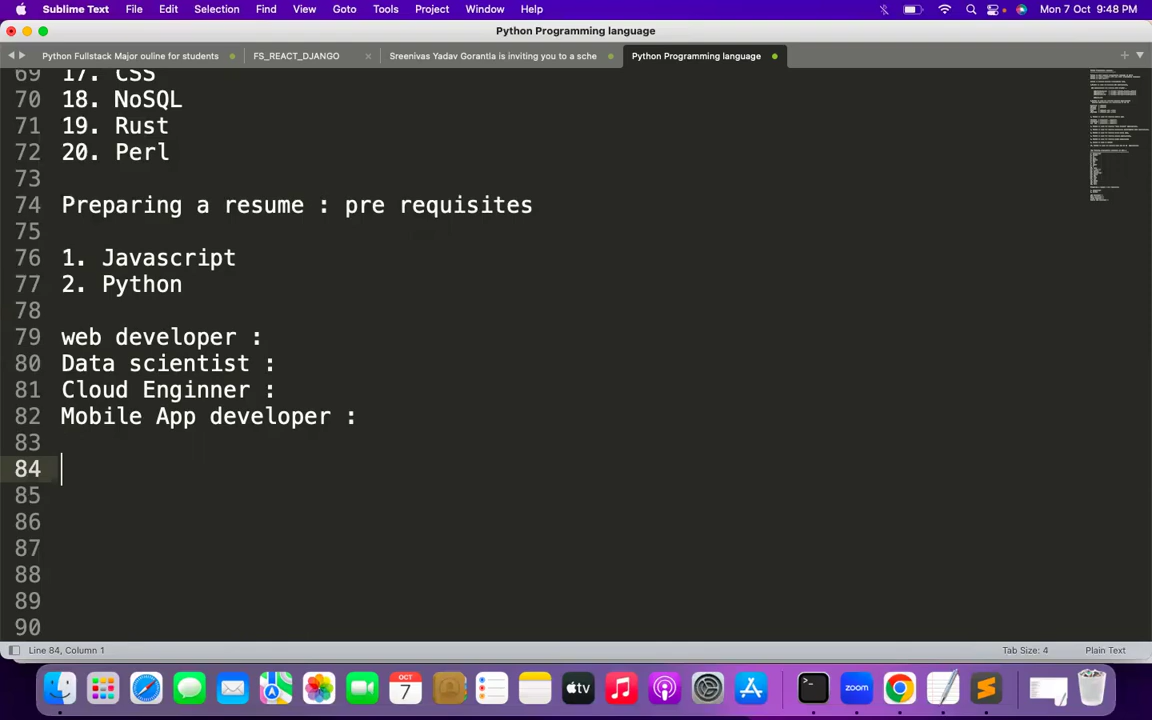 Sublime Text File Edit Selection Find View Goto Tools Project Window Help Mon 7 Oct 9:48 PM
Python Programming language
Python Fullstack Major ouline for students FS_REACT_DJANGO Sreenivas Yadav Gorantla is inviting you to a sche Python Programming language
69 17. CSS
70 18. NoSQL
71 19. Rust
72 20. Perl
73
74 Preparing a resume : pre requisites
75
76 1. Javascript
77 2. Python
78
79 web developer :
80 Data scientist :
81 Cloud Enginner :
82 Mobile App developer :
83
84
85
86
87
88
89
90
Line 84, Column 1 Tab Size: 4 Plain Text
OCT
7
tv
zoom